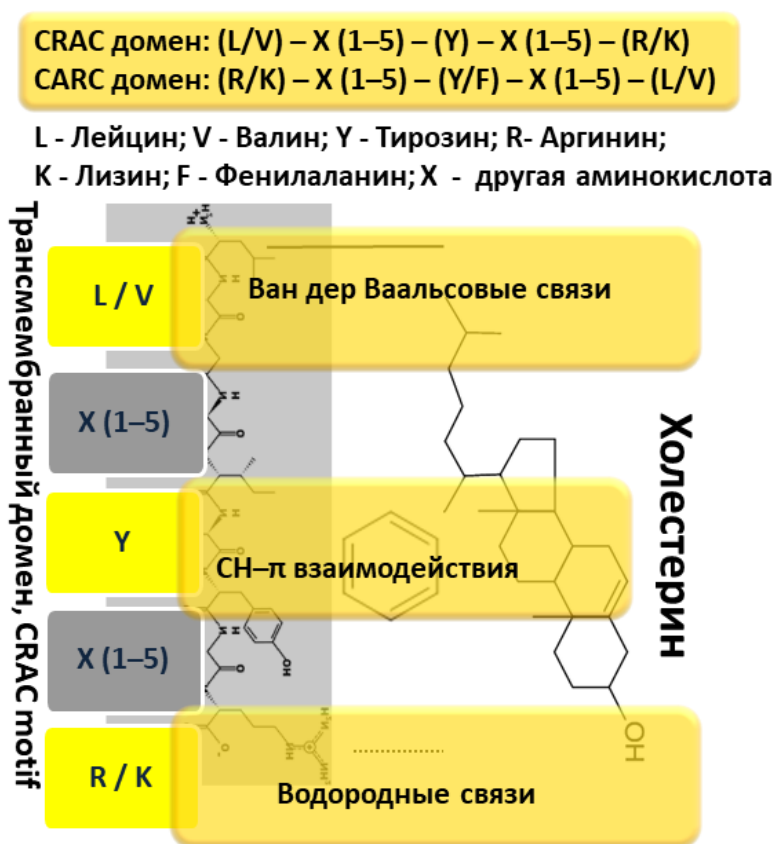 CRAC домен: (L/V) – X (1–5) – (Y) – X (1–5) – (R/K)
CARC домен: (R/K) – X (1–5) – (Y/F) – X (1–5) – (L/V)
L - Лейцин; V - Валин; Y - Тирозин; R- Аргинин;
K - Лизин; F - Фенилаланин; X - другая аминокислота
Трансмембранный домен, CRAC motif
L / V
Ван дер Ваальсовые связи
X (1–5)
Холестерин
Y
CH–π взаимодействия
X (1–5)
OH
OH
R / K
Водородные связи